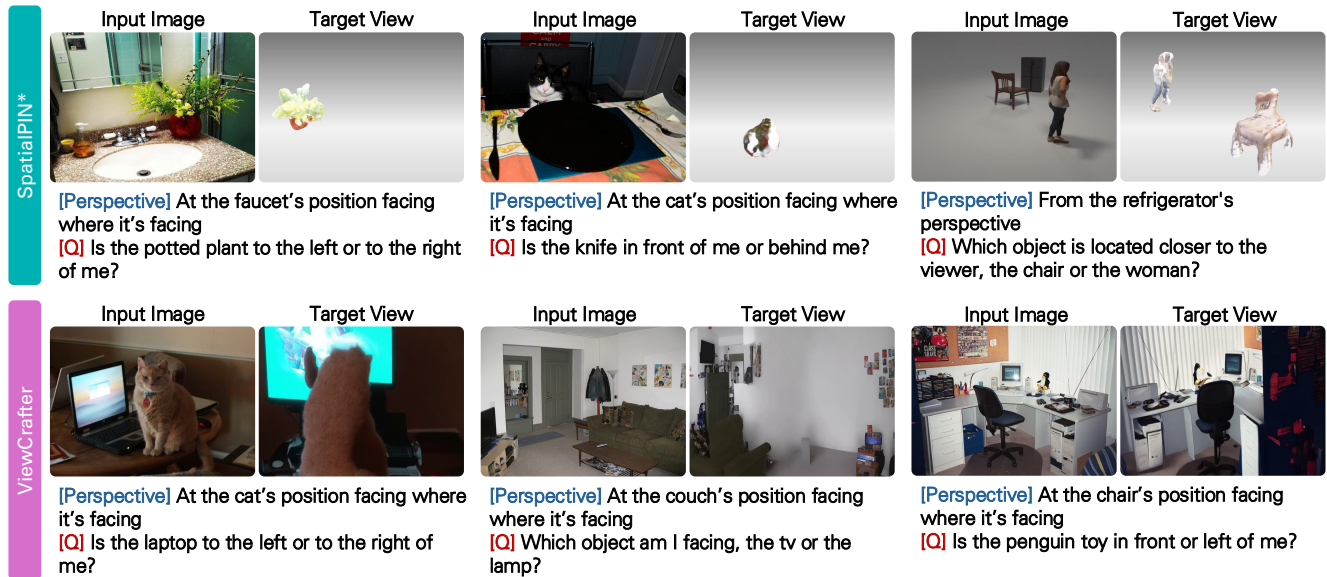 SpatialPIN*
Input Image
Target View
[Perspective] At the faucet's position facing
where it's facing
[Q] Is the potted plant to the left or to the right
of me?
Input Image
Target View
CARRY
[Perspective] At the cat's position facing where
it's facing
[Q] Is the knife in front of me or behind me?
Input Image
Target View
[Perspective] From the refrigerator's
perspective
[Q] Which object is located closer to the
viewer, the chair or the woman?
ViewCrafter
Input Image
Target View
[Perspective] At the cat's position facing where
it's facing
[Q] Is the laptop to the left or to the right of
me?
Input Image
Target View
[Perspective] At the couch's position facing
where it's facing
[Q] Which object am I facing, the tv or the
lamp?
Input Image
Target View
[Perspective] At the chair's position facing
where it's facing
[Q] Is the penguin toy in front or left of me?